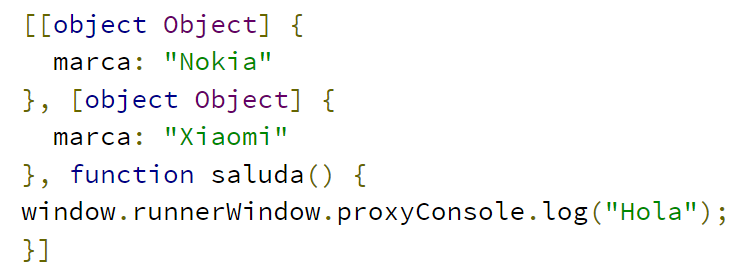 [[object Object] {
  marca: "Nokia"
}, [object Object] {
  marca: "Xiaomi"
}, function saluda() {
window.runnerWindow.proxyConsole.log("Hola");
}]